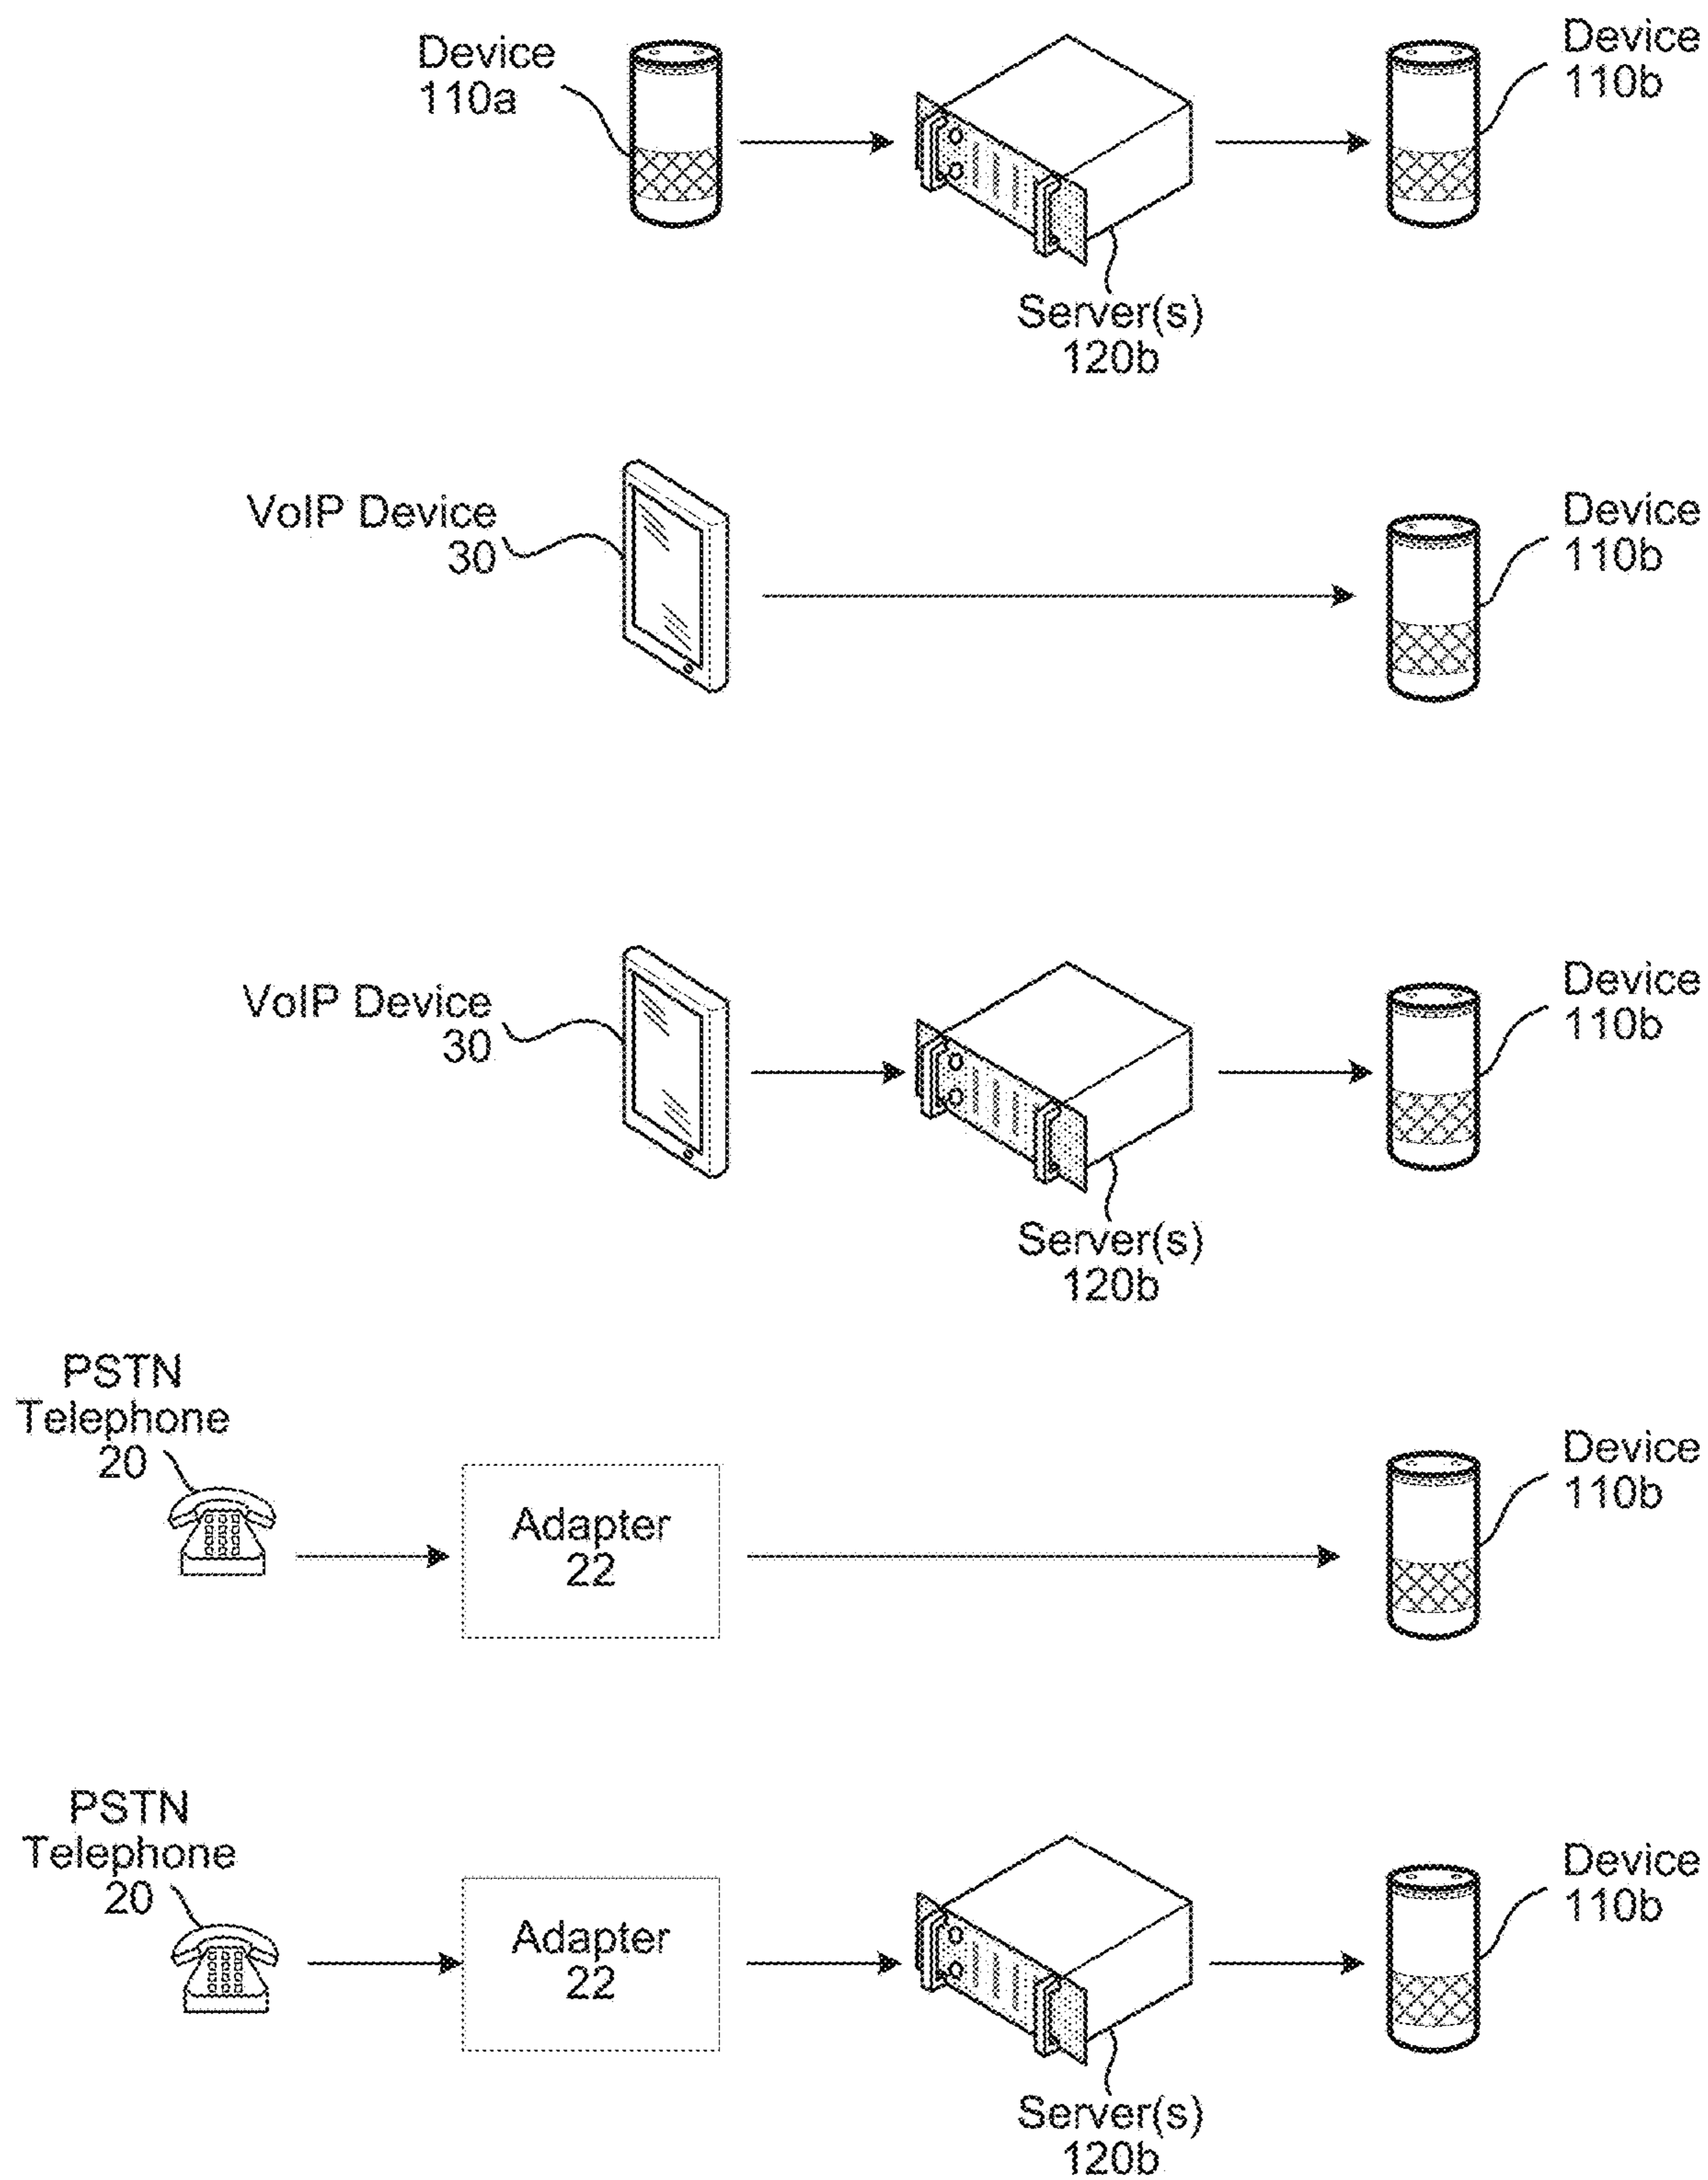 Device
110a
Device
110b
Server(s)
120b
VoIP Device
30
Device
110b
VoIP Device
30
Device
110b
Server(s)
120b
PSTN
Telephone
20
Adapter
22
Device
110b
PSTN
Telephone
20
Adapter
22
Device
110b
Server(s)
120b